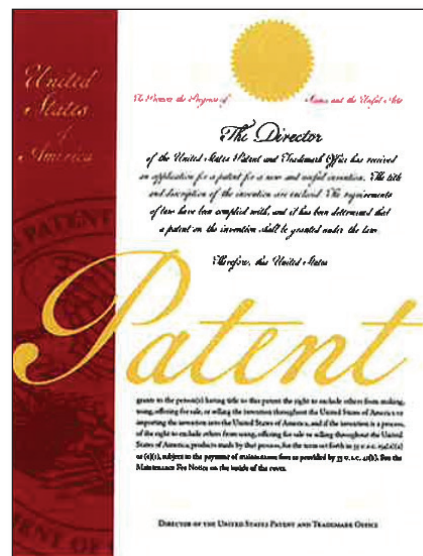 United
States
of
America
To Promote the Progress of Science and the Useful Arts
The Director
of the United States Patent and Trademark Office has received
an application for a patent for a new and useful invention. The title
and description of the invention are enclosed. The requirements
of law have been complied with, and it has been determined that
a patent on the invention shall be granted under the law.
Therefore, this United States
Patent
grants to the person(s) having title to this patent the right to exclude others from making,
using, offering for sale, or selling the invention throughout the United States of America or
importing the invention into the United States of America, and if the invention is a process,
of the right to exclude others from using, offering for sale or selling throughout the United
States of America, products made by that process, for the term set forth in 35 U.S.C.
or (c)(1), subject to the payment of maintenance fees as provided by 35 U.S.C. 41(b). See the
Maintenance Fee Notice on the inside of the cover.
DIRECTOR OF THE UNITED STATES PATENT AND TRADEMARK OFFICE